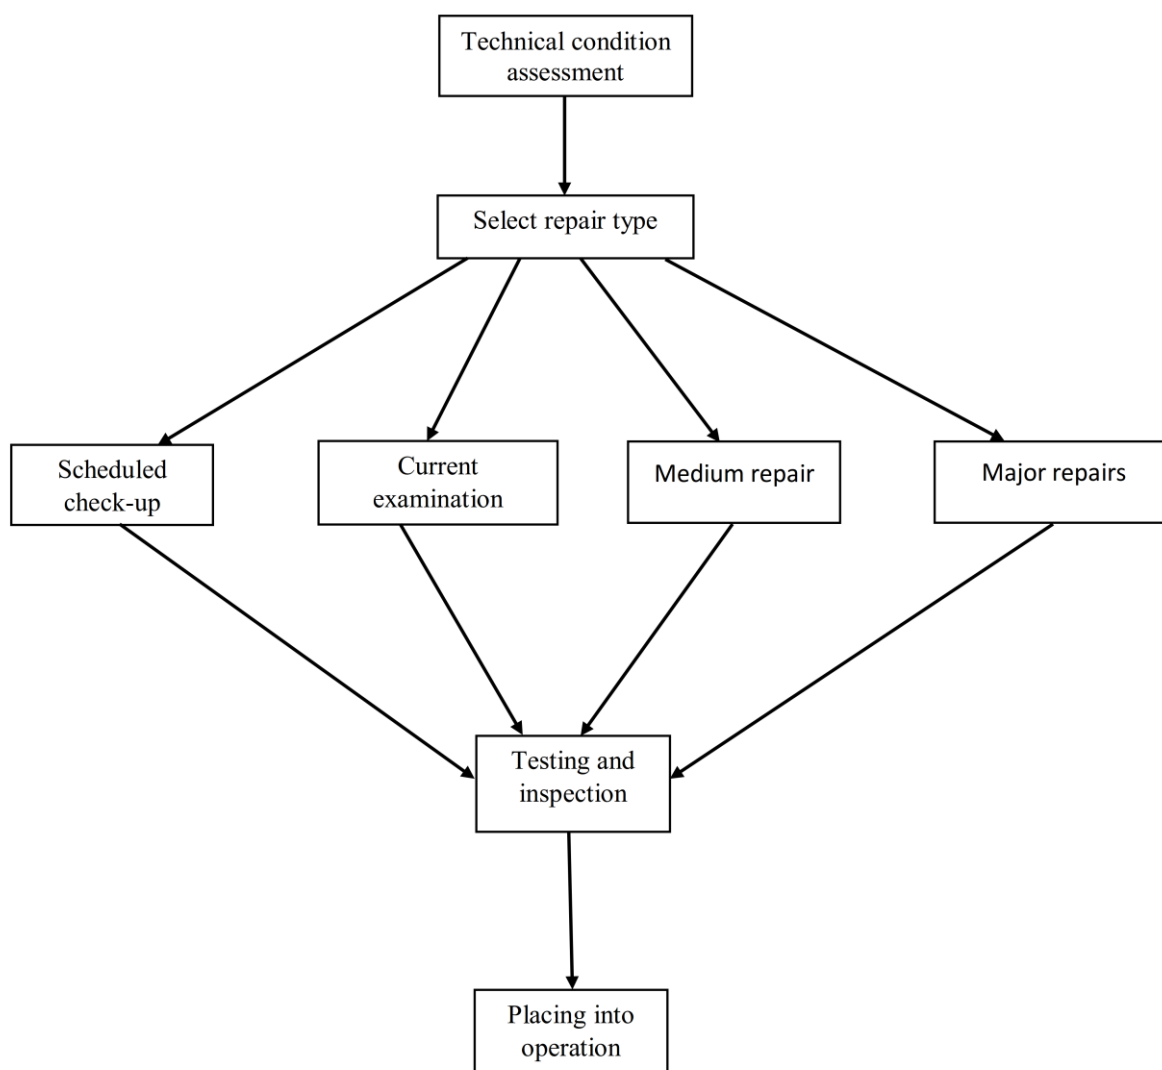 Technical condition
assessment
Select repair type
Scheduled
check-up
Current
examination
Medium repair
Major repairs
Testing and
inspection
Placing into
operation